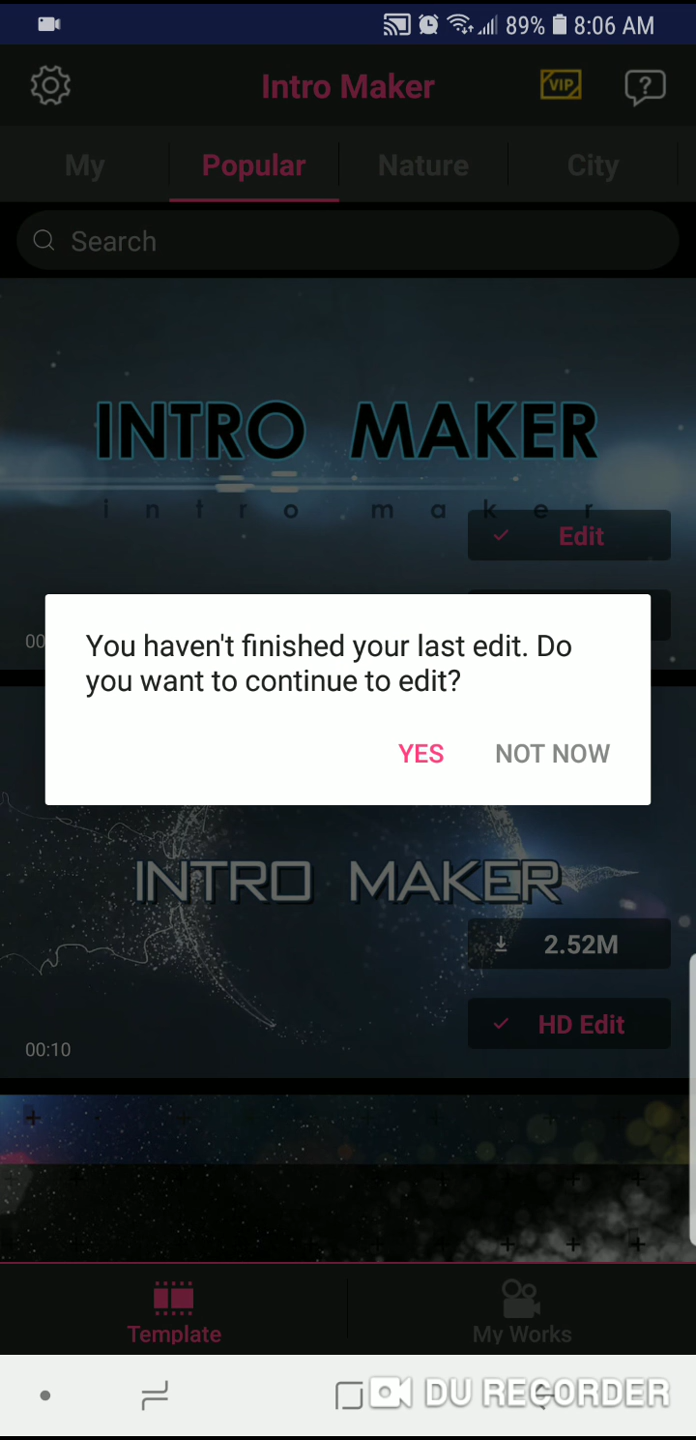 89% 8:06 AM
Intro Maker
VIP
?
My
Popular
Nature
City
Search
INTRO MAKER
intro maker
Edit
00
You haven't finished your last edit. Do
you want to continue to edit?
YES
NOT NOW
INTRO MAKER
2.52M
HD Edit
00:10
Template
My Works
DU RECORDER